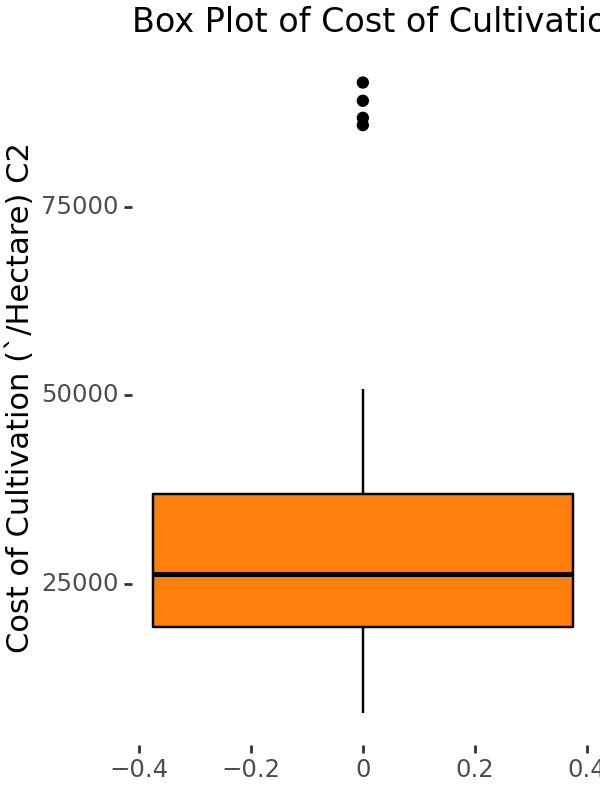 Box Plot of Cost of Cultivatio
Cost of Cultivation (`/Hectare) C2
75000
50000
25000
−0.4 −0.2 0 0.2 0.4